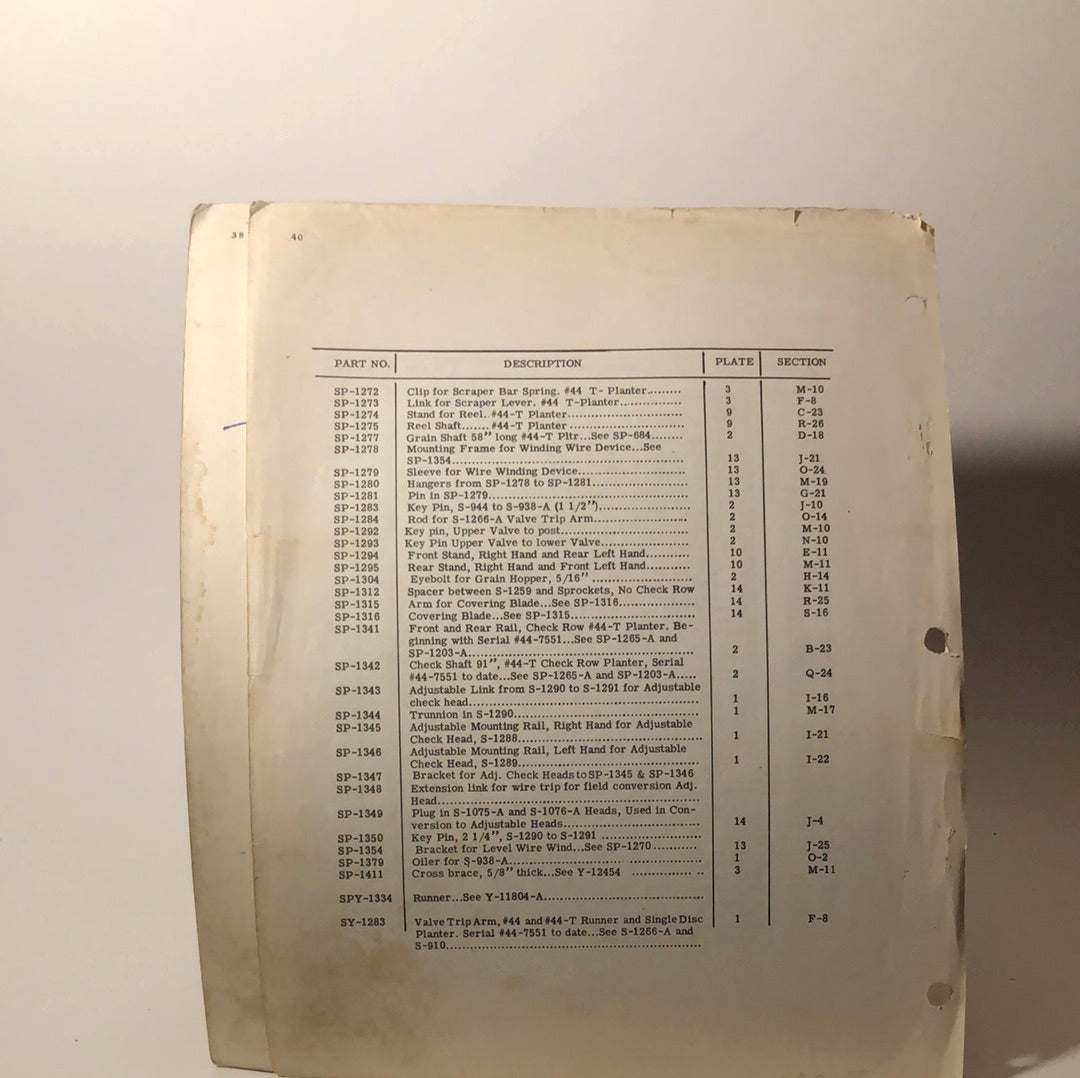 38
40
PART NO. DESCRIPTION PLATE SECTION
SP-1272 Clip for Scraper Bar Spring. #44 T- Planter......... 3 M-10
SP-1273 Link for Scraper Lever. #44 T-Planter............... 3 F-8
SP-1274 Stand for Reel..#44-T Planter............................ 9 C-23
SP-1275 Reel Shaft.......#44-T Planter ........................... 9 R-26
SP-1277 Grain Shaft 58" long #44-T Pltr...See SP-684........ 2 D-18
SP-1278 Mounting Frame for Winding Wire Device...See
SP-1354......................................................... 13 J-21
SP-1279 Sleeve for Wire Winding Device.......................... 13 O-24
SP-1280 Hangers from SP-1278 to SP-1281....................... 13 M-19
SP-1281 Pin in SP-1279................................................ 13 G-21
SP-1283 Key Pin, S-944 to S-938-A (1 1/2")...................... 2 J-10
SP-1284 Rod for S-1266-A Valve Trip Arm....................... 2 O-14
SP-1292 Key pin, Upper Valve to post............................... 2 M-10
SP-1293 Key Pin Upper Valve to lower Valve..................... 2 N-10
SP-1294 Front Stand, Right Hand and Rear Left Hand........... 10 E-11
SP-1295 Rear Stand, Right Hand and Front Left Hand........... 10 M-11
SP-1304 Eyebolt for Grain Hopper, 5/16" ........................ 2 H-14
SP-1312 Spacer between S-1259 and Sprockets, No Check Row 14 K-11
SP-1315 Arm for Covering Blade...See SP-1316.................. 14 R-25
SP-1316 Covering Blade...See SP-1315.............................. 14 S-16
SP-1341 Front and Rear Rail, Check Row #44-T Planter. Be-
ginning with Serial #44-7551...See SP-1265-A and
SP-1203-A...................................................... 2 B-23
SP-1342 Check Shaft 91", #44-T Check Row Planter, Serial
#44-7551 to date...See SP-1265-A and SP-1203-A..... 2 Q-24
SP-1343 Adjustable Link from S-1290 to S-1291 for Adjustable
check head...................................................... 1 I-16
SP-1344 Trunnion in S-1290............................................ 1 M-17
SP-1345 Adjustable Mounting Rail, Right Hand for Adjustable
Check Head, S-1288........................................... 1 I-21
SP-1346 Adjustable Mounting Rail, Left Hand for Adjustable
Check Head, S-1289........................................... 1 I-22
SP-1347 Bracket for Adj. Check Heads to SP-1345 & SP-1346
SP-1348 Extension link for wire trip for field conversion Adj.
Head.............................................................
SP-1349 Plug in S-1075-A and S-1076-A Heads, Used in Con-
version to Adjustable Heads................................ 14 J-4
SP-1350 Key Pin, 2 1/4", S-1290 to S-1291 ........................
SP-1354 Bracket for Level Wire Wind...See SP-1270........... 13 J-25
SP-1379 Oiler for S-938-A.............................................. 1 O-2
SP-1411 Cross brace, 5/8" thick...See Y-12454 ................. 3 M-11
SPY-1334 Runner...See Y-11804-A......................................
SY-1283 Valve Trip Arm, #44 and #44-T Runner and Single Disc 1 F-8
Planter. Serial #44-7551 to date...See S-1266-A and
S-910.............................................................